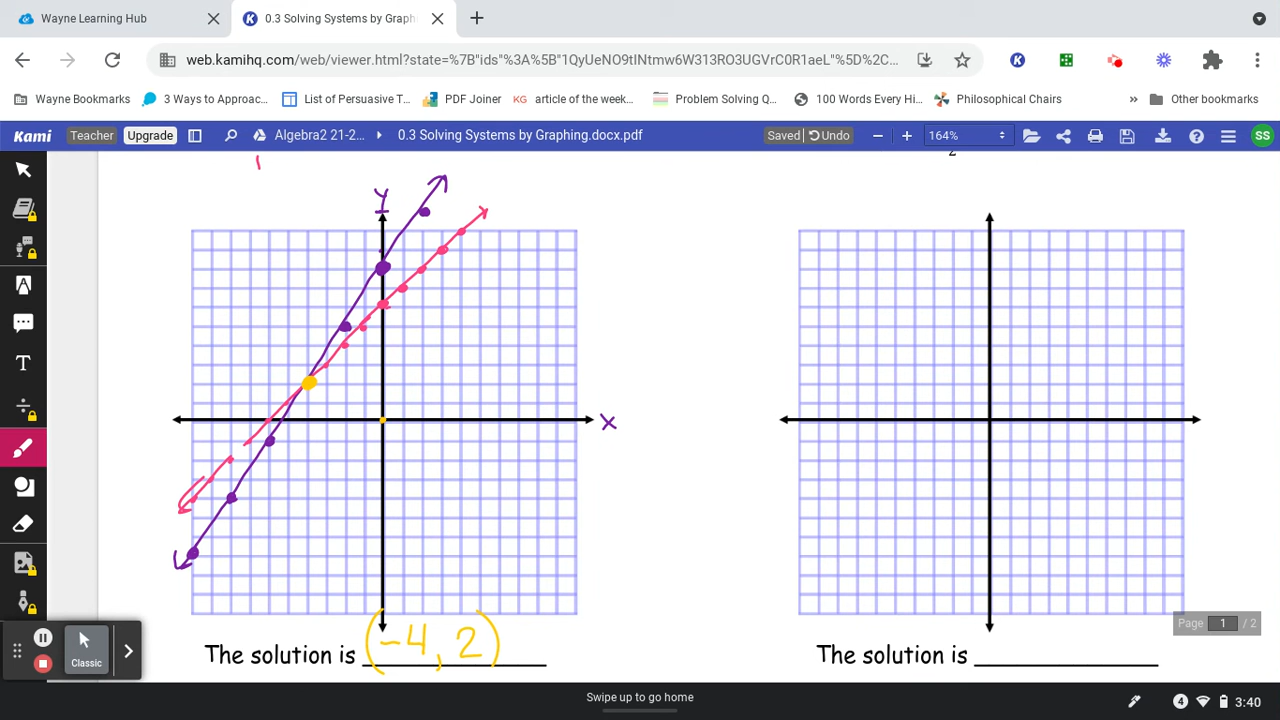 Wayne Learning Hub
0.3 Solving Systems by Graph
web.kamihq.com/web/viewer.html?state=%7B"ids"%3A%5B"1QyUeNO9tINtmw6W313RO3UGVrC0R1aeL"%5D%2C...
Wayne Bookmarks
3 Ways to Approac...
List of Persuasive T...
PDF Joiner
KG article of the week...
Problem Solving Q...
100 Words Every Hi...
Philosophical Chairs
»
Other bookmarks
Kami
Teacher
Upgrade
Algebra2 21-2...
0.3 Solving Systems by Graphing.docx.pdf
Saved
Undo
164%
SS
2
y
x
The solution is (-4, 2)
The solution is
Page 1 / 2
Classic
Swipe up to go home
4
3:40